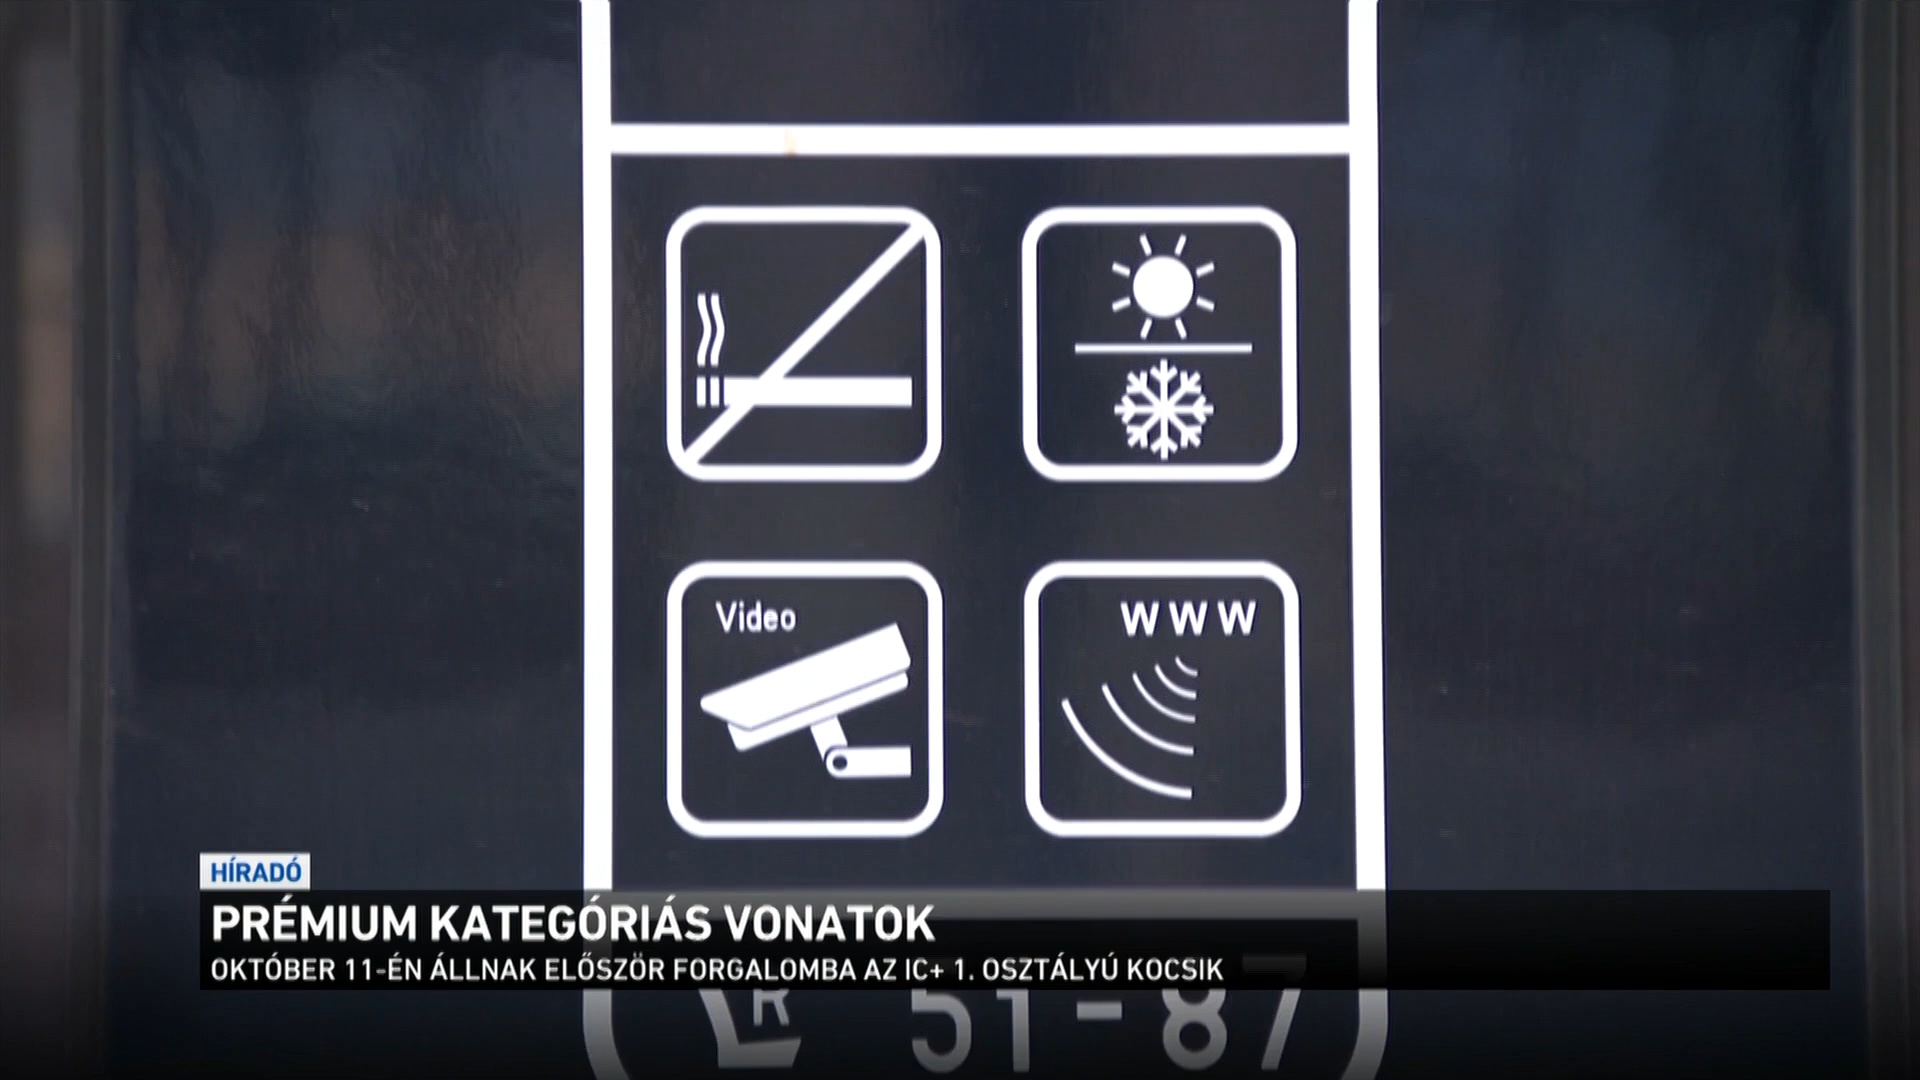 Video
WWW
HÍRADÓ
PRÉMIUM KATEGÓRIÁS VONATOK
OKTÓBER 11-ÉN ÁLLNAK ELŐSZÖR FORGALOMBA AZ IC+ 1. OSZTÁLYÚ KOCSIK
R 51-87